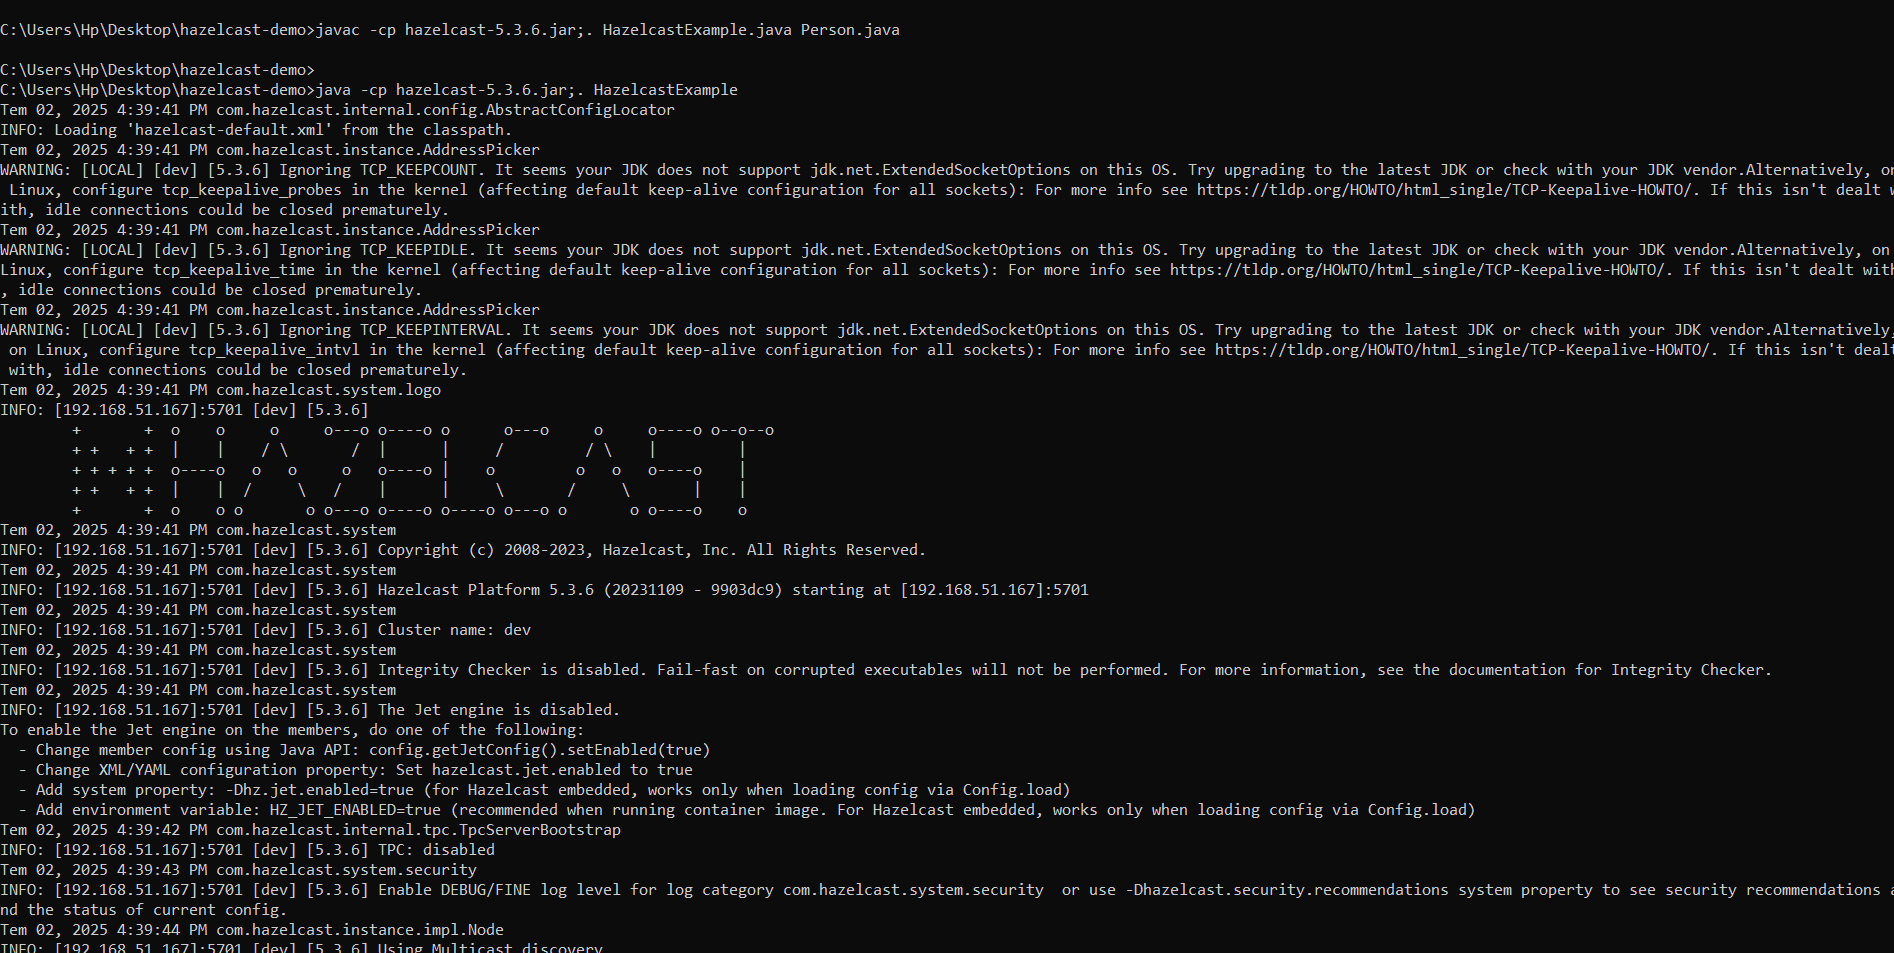 C:\Users\Hp\Desktop\hazelcast-demo>javac -cp hazelcast-5.3.6.jar;. HazelcastExample.java Person.java
C:\Users\Hp\Desktop\hazelcast-demo>
C:\Users\Hp\Desktop\hazelcast-demo>java -cp hazelcast-5.3.6.jar;. HazelcastExample
Tem 02, 2025 4:39:41 PM com.hazelcast.internal.config.AbstractConfigLocator
INFO: Loading 'hazelcast-default.xml' from the classpath.
Tem 02, 2025 4:39:41 PM com.hazelcast.instance.AddressPicker
WARNING: [LOCAL] [dev] [5.3.6] Ignoring TCP_KEEPCOUNT. It seems your JDK does not support jdk.net.ExtendedSocketOptions on this OS. Try upgrading to the latest JDK or check with your JDK vendor.Alternatively, on
 Linux, configure tcp_keepalive_probes in the kernel (affecting default keep-alive configuration for all sockets): For more info see https://tldp.org/HOWTO/html_single/TCP-Keepalive-HOWTO/. If this isn't dealt w
ith, idle connections could be closed prematurely.
Tem 02, 2025 4:39:41 PM com.hazelcast.instance.AddressPicker
WARNING: [LOCAL] [dev] [5.3.6] Ignoring TCP_KEEPIDLE. It seems your JDK does not support jdk.net.ExtendedSocketOptions on this OS. Try upgrading to the latest JDK or check with your JDK vendor.Alternatively, on
Linux, configure tcp_keepalive_time in the kernel (affecting default keep-alive configuration for all sockets): For more info see https://tldp.org/HOWTO/html_single/TCP-Keepalive-HOWTO/. If this isn't dealt with
, idle connections could be closed prematurely.
Tem 02, 2025 4:39:41 PM com.hazelcast.instance.AddressPicker
WARNING: [LOCAL] [dev] [5.3.6] Ignoring TCP_KEEPINTERVAL. It seems your JDK does not support jdk.net.ExtendedSocketOptions on this OS. Try upgrading to the latest JDK or check with your JDK vendor.Alternatively,
 on Linux, configure tcp_keepalive_intvl in the kernel (affecting default keep-alive configuration for all sockets): For more info see https://tldp.org/HOWTO/html_single/TCP-Keepalive-HOWTO/. If this isn't dealt
 with, idle connections could be closed prematurely.
Tem 02, 2025 4:39:41 PM com.hazelcast.system.logo
INFO: [192.168.51.167]:5701 [dev] [5.3.6]
        +       +  o    o     o     o---o o----o o      o---o     o     o----o o--o--o
        + +   + +  |    |    / \       /  |      |     /         / \    |         |
        + + + + +  o----o   o   o     o   o----o |    o         o   o   o----o    |
        + +   + +  |    |  /     \   /    |      |     \       /     \       |    |
        +       +  o    o o       o o---o o----o o----o o---o o       o o----o    o
Tem 02, 2025 4:39:41 PM com.hazelcast.system
INFO: [192.168.51.167]:5701 [dev] [5.3.6] Copyright (c) 2008-2023, Hazelcast, Inc. All Rights Reserved.
Tem 02, 2025 4:39:41 PM com.hazelcast.system
INFO: [192.168.51.167]:5701 [dev] [5.3.6] Hazelcast Platform 5.3.6 (20231109 - 9903dc9) starting at [192.168.51.167]:5701
Tem 02, 2025 4:39:41 PM com.hazelcast.system
INFO: [192.168.51.167]:5701 [dev] [5.3.6] Cluster name: dev
Tem 02, 2025 4:39:41 PM com.hazelcast.system
INFO: [192.168.51.167]:5701 [dev] [5.3.6] Integrity Checker is disabled. Fail-fast on corrupted executables will not be performed. For more information, see the documentation for Integrity Checker.
Tem 02, 2025 4:39:41 PM com.hazelcast.system
INFO: [192.168.51.167]:5701 [dev] [5.3.6] The Jet engine is disabled.
To enable the Jet engine on the members, do one of the following:
  - Change member config using Java API: config.getJetConfig().setEnabled(true)
  - Change XML/YAML configuration property: Set hazelcast.jet.enabled to true
  - Add system property: -Dhz.jet.enabled=true (for Hazelcast embedded, works only when loading config via Config.load)
  - Add environment variable: HZ_JET_ENABLED=true (recommended when running container image. For Hazelcast embedded, works only when loading config via Config.load)
Tem 02, 2025 4:39:42 PM com.hazelcast.internal.tpc.TpcServerBootstrap
INFO: [192.168.51.167]:5701 [dev] [5.3.6] TPC: disabled
Tem 02, 2025 4:39:43 PM com.hazelcast.system.security
INFO: [192.168.51.167]:5701 [dev] [5.3.6] Enable DEBUG/FINE log level for log category com.hazelcast.system.security  or use -Dhazelcast.security.recommendations system property to see security recommendations a
nd the status of current config.
Tem 02, 2025 4:39:44 PM com.hazelcast.instance.impl.Node
INFO: [192.168.51.167]:5701 [dev] [5.3.6] Using Multicast discovery